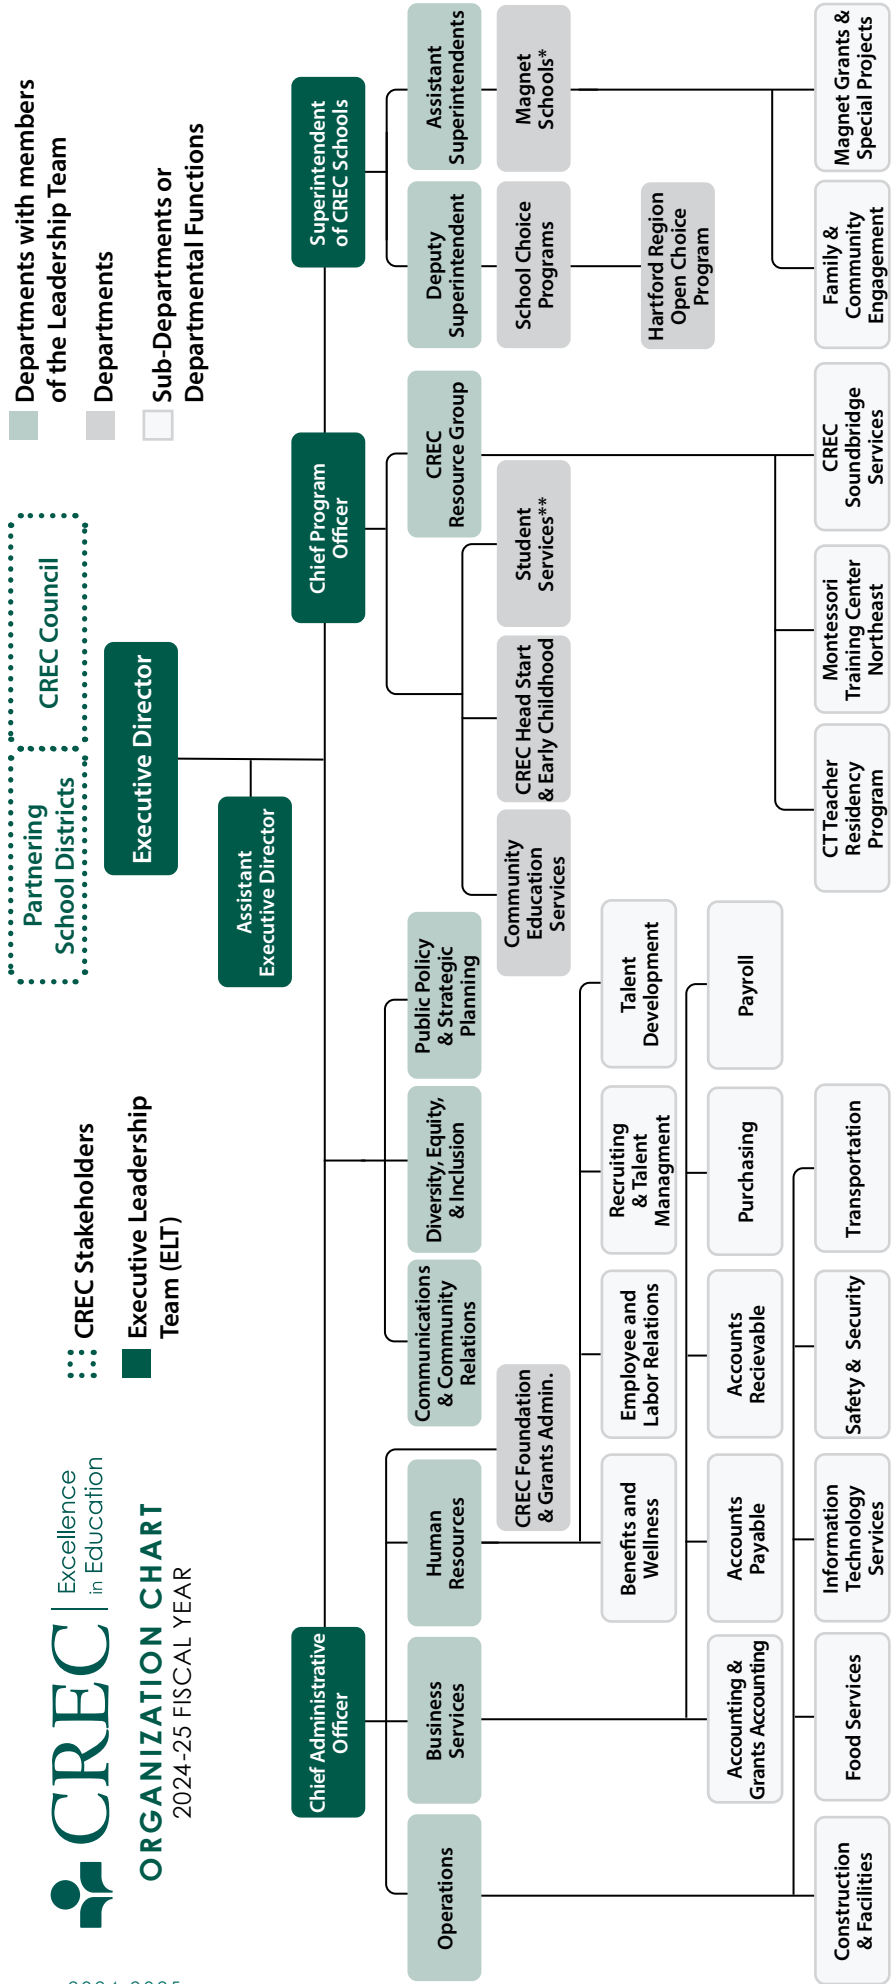 CREC
Excellence
in Education
ORGANIZATION CHART
2024-25 FISCAL YEAR
CREC Stakeholders
Executive Leadership
Team (ELT)
Partnering
School Districts
CREC Council
Departments with members
of the Leadership Team
Departments
Sub-Departments or
Departmental Functions
Executive Director
Assistant
Executive Director
Chief Administrative
Officer
Chief Program
Officer
Superintendent
of CREC Schools
Operations
Business
Services
Human
Resources
Communications
& Community
Relations
Diversity, Equity,
& Inclusion
Public Policy
& Strategic
Planning
CREC
Resource Group
Deputy
Superintendent
Assistant
Superintendents
CREC Foundation
& Grants Admin.
Community
Education
Services
CREC Head Start
& Early Childhood
Student
Services**
School Choice
Programs
Magnet
Schools*
Benefits and
Wellness
Employee and
Labor Relations
Recruiting
& Talent
Managment
Talent
Development
Hartford Region
Open Choice
Program
Accounting &
Grants Accounting
Accounts
Payable
Accounts
Recievable
Purchasing
Payroll
Construction
& Facilities
Food Services
Information
Technology
Services
Safety & Security
Transportation
CT Teacher
Residency
Program
Montessori
Training Center
Northeast
CREC
Soundbridge
Services
Family &
Community
Engagement
Magnet Grants &
Special Projects